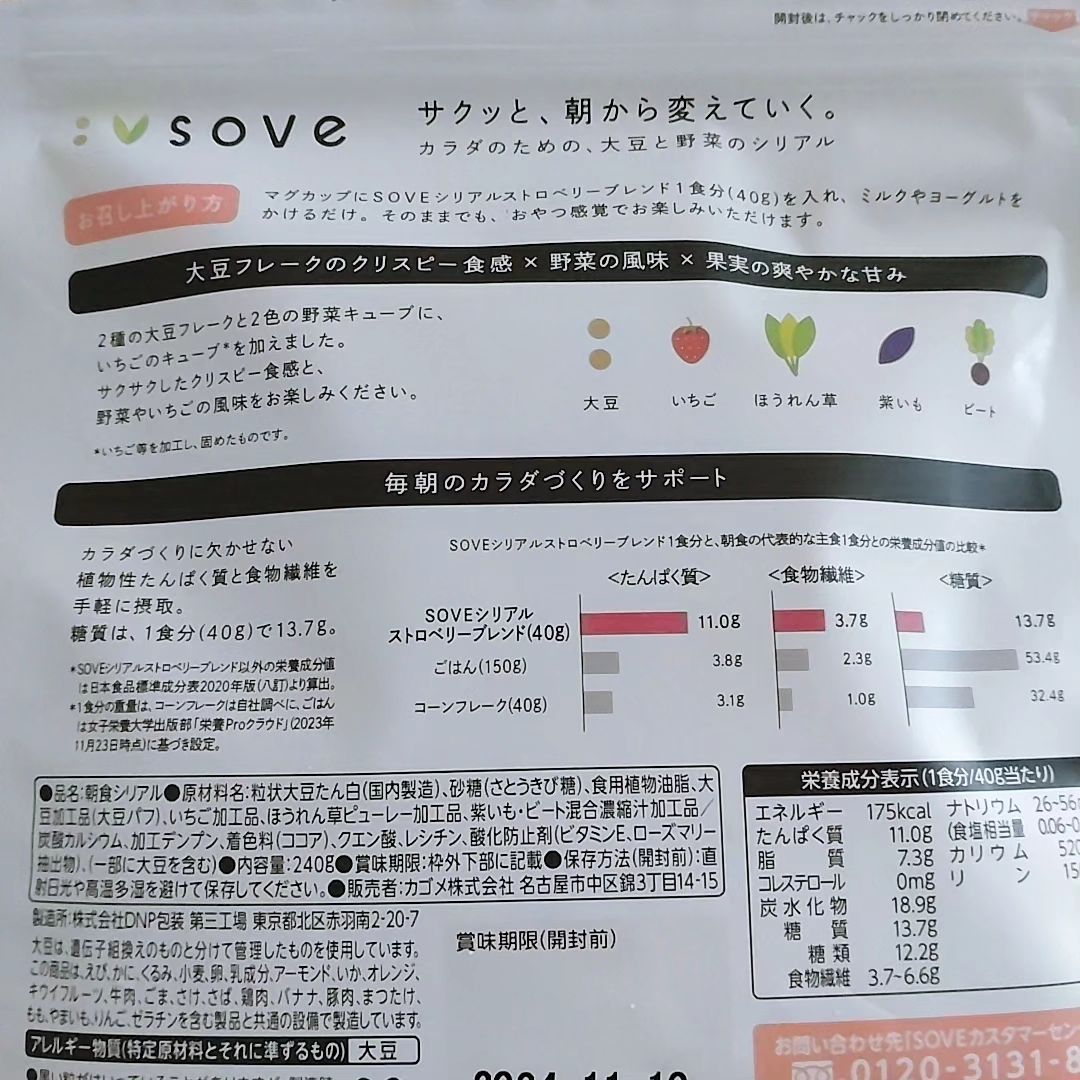 開封後は、チャックをしっかり閉めてください。 チャック
sove
サクッと、朝から変えていく。
カラダのための、大豆と野菜のシリアル
お召し上がり方
マグカップにSOVEシリアルストロベリーブレンド1食分(40g)を入れ、ミルクやヨーグルトを
かけるだけ。そのままでも、おやつ感覚でお楽しみいただけます。
大豆フレークのクリスピー食感×野菜の風味×果実の爽やかな甘み
2種の大豆フレークと2色の野菜キューブに、
いちごのキューブ*を加えました。
サクサクしたクリスピー食感と、
野菜やいちごの風味をお楽しみください。
*いちご等を加工し、固めたものです。
大豆 いちご ほうれん草 紫いも ビート
毎朝のカラダづくりをサポート
カラダづくりに欠かせない
植物性たんぱく質と食物繊維を
手軽に摂取。
糖質は、1食分(40g)で13.7g。
*SOVEシリアルストロベリーブレンド以外の栄養成分値
は日本食品標準成分表2020年版(八訂)より算出。
*1食分の重量は、コーンフレークは自社調べに、ごはん
は女子栄養大学出版部「栄養Proクラウド」(2023年
11月23日時点)に基づき設定。
SOVEシリアルストロベリーブレンド1食分と、朝食の代表的な主食1食分との栄養成分値の比較*
<たんぱく質> <食物繊維> <糖質>
SOVEシリアル
ストロベリーブレンド(40g) 11.0g 3.7g 13.7g
ごはん(150g) 3.8g 2.3g 53.4g
コーンフレーク(40g) 3.1g 1.0g 32.4g
●品名:朝食シリアル●原材料名:粒状大豆たん白(国内製造)、砂糖(さとうきび糖)、食用植物油脂、大
豆加工品(大豆パフ)、いちご加工品、ほうれん草ピューレー加工品、紫いも・ビート混合濃縮汁加工品/
炭酸カルシウム、加工デンプン、着色料(ココア)、クエン酸、レシチン、酸化防止剤(ビタミンE、ローズマリー
抽出物)、(一部に大豆を含む)●内容量:240g●賞味期限:枠外下部に記載●保存方法(開封前):直
射日光や高温多湿を避けて保存してください。●販売者:カゴメ株式会社 名古屋市中区錦3丁目14-15
製造所:株式会社DNP包装 第三工場 東京都北区赤羽南2-20-7
大豆は、遺伝子組換えのものと分けて管理したものを使用しています。
この商品は、えび、かに、くるみ、小麦、卵、乳成分、アーモンド、いか、オレンジ、
キウイフルーツ、牛肉、ごま、さけ、さば、鶏肉、バナナ、豚肉、まつたけ、
もも、やまいも、りんご、ゼラチンを含む製品と共通の設備で製造しています。
アレルギー物質(特定原材料とそれに準ずるもの) 大豆
賞味期限(開封前)
栄養成分表示(1食分/40g当たり)
エネルギー 175kcal
たんぱく質 11.0g
脂質 7.3g
コレステロール 0mg
炭水化物 18.9g
糖質 13.7g
糖類 12.2g
食物繊維 3.7~6.6g
ナトリウム 26~56
(食塩相当量 0.06~0
カリウム 520
リン 15
お問い合わせ先「SOVEカスタマーセン
0120-3131-8